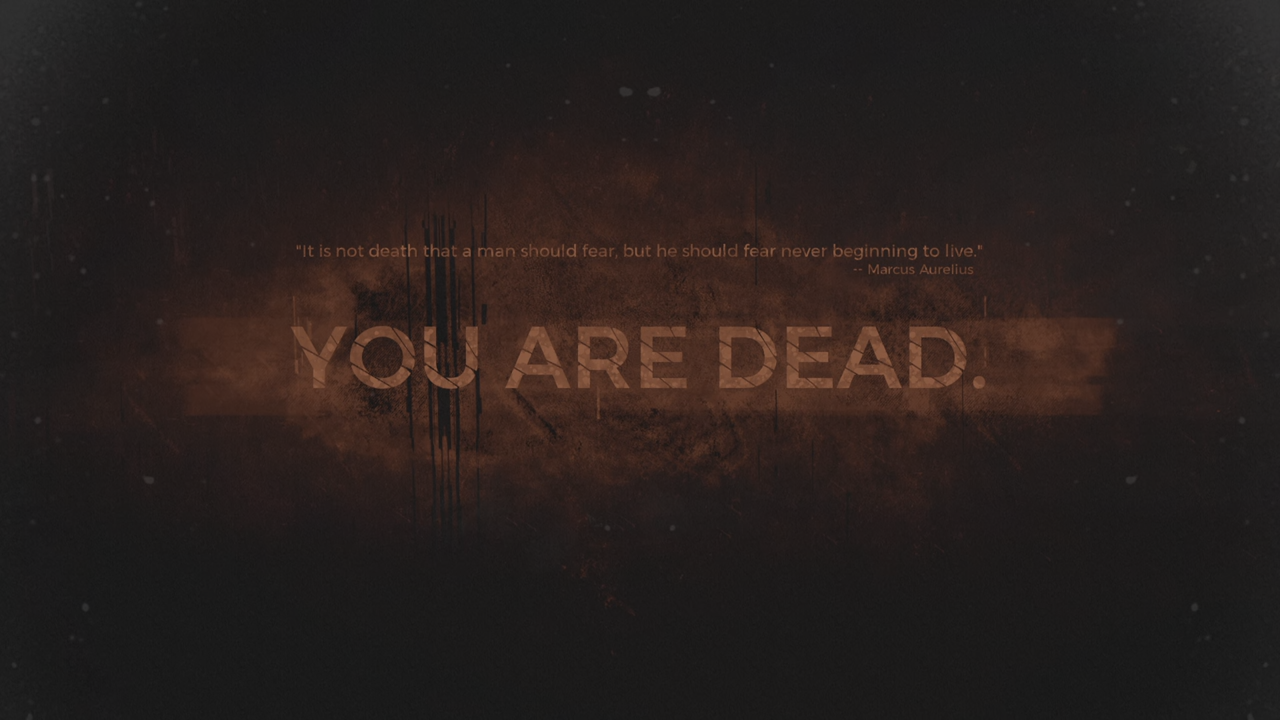 "It is not death that a man should fear, but he should fear never beginning to live."
-- Marcus Aurelius
YOU ARE DEAD.